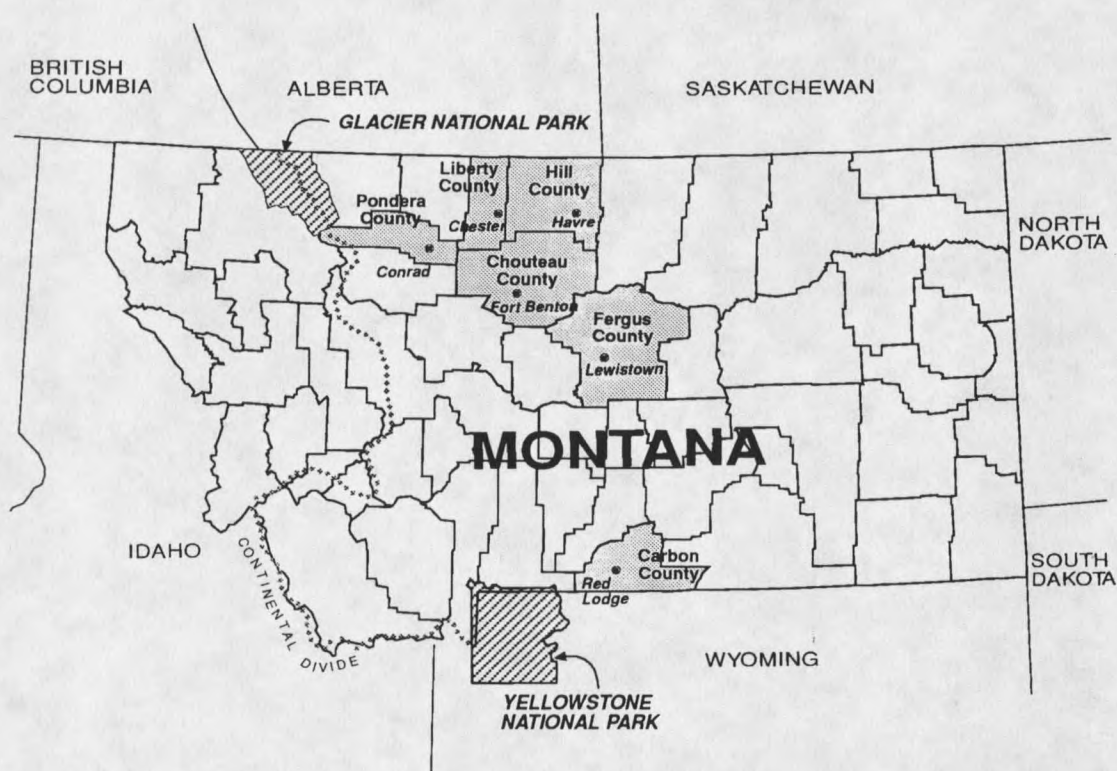 BRITISH
COLUMBIA
ALBERTA
SASKATCHEWAN
GLACIER NATIONAL PARK
Liberty
County
Hill
County
Pondera
County
Chester
Havre
NORTH
DAKOTA
Conrad
Chouteau
County
Fort Benton
Fergus
County
Lewistown
MONTANA
IDAHO
CONTINENTAL
DIVIDE
Carbon
County
Red
Lodge
SOUTH
DAKOTA
WYOMING
YELLOWSTONE
NATIONAL PARK